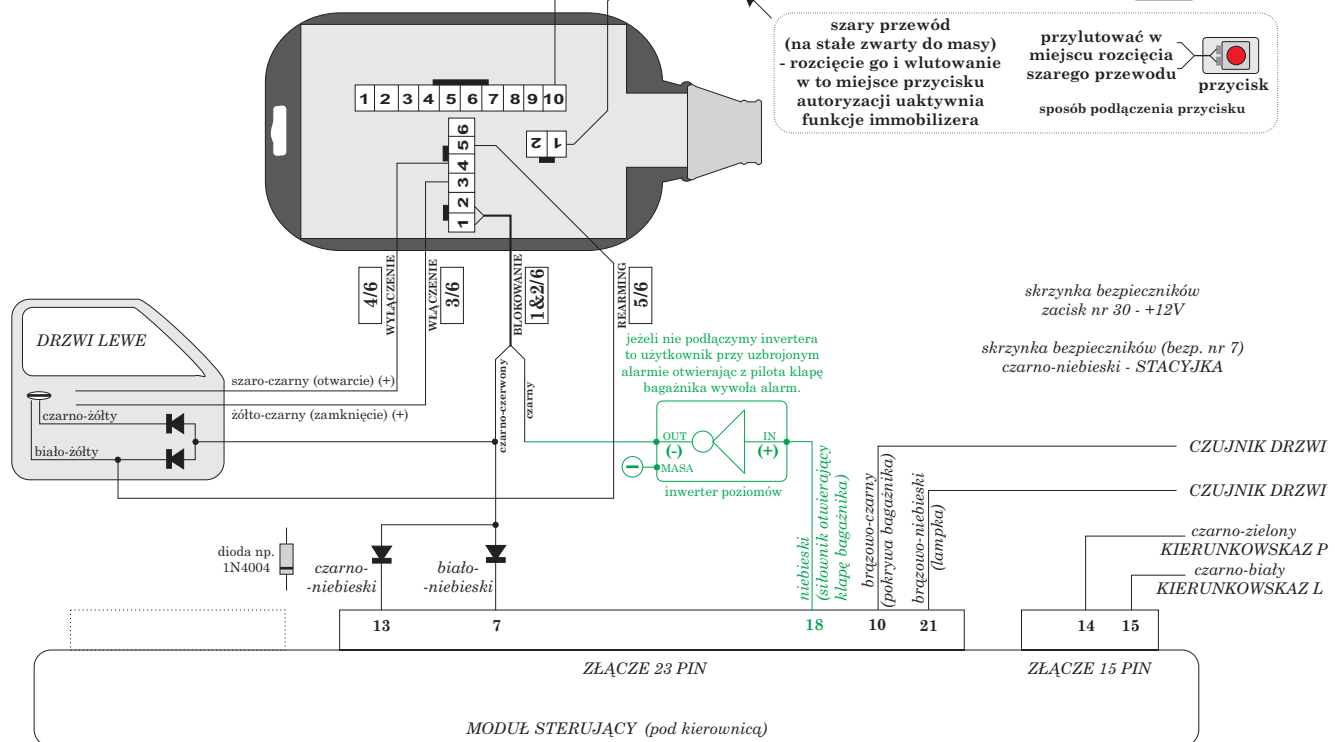 szary przewód
(na stałe zwarty do masy)
- rozcięcie go i wlutowanie
w to miejsce przycisku
autoryzacji uaktywnia
funkcje immobilizera
przylutować w
miejscu rozcięcia
szarego przewodu
przycisk
sposób podłączenia przycisku
1 2 3 4 5 6 7 8 9 10
1 2 3 4 5 6
2 1
4/6
WYŁĄCZENIE
WŁĄCZENIE
3/6
BLOKOWANIE
1&2/6
REARMING
5/6
skrzynka bezpieczników
zacisk nr 30 - +12V
skrzynka bezpieczników (bezp. nr 7)
czarno-niebieski - STACYJKA
DRZWI LEWE
szaro-czarny (otwarcie) (+)
żółto-czarny (zamknięcie) (+)
czarno-żółty
biało-żółty
czarno-czerwony
czarny
jeżeli nie podłączymy invertera
to użytkownik przy uzbrojonym
alarmie otwierając z pilota klapę
bagażnika wywoła alarm.
OUT
(-)
IN
(+)
MASA
inwerter poziomów
niebieski
(siłownik otwierający
klapę bagażnika)
brązowo-czarny
(pokrywa bagażnika)
brązowo-niebieski
(lampka)
CZUJNIK DRZWI
CZUJNIK DRZWI
czarno-zielony
KIERUNKOWSKAZ P
czarno-biały
KIERUNKOWSKAZ L
dioda np.
1N4004
czarno-
-niebieski
biało-
-niebieski
13 7 18 10 21
14 15
ZŁĄCZE 23 PIN
ZŁĄCZE 15 PIN
MODUŁ STERUJĄCY (pod kierownicą)